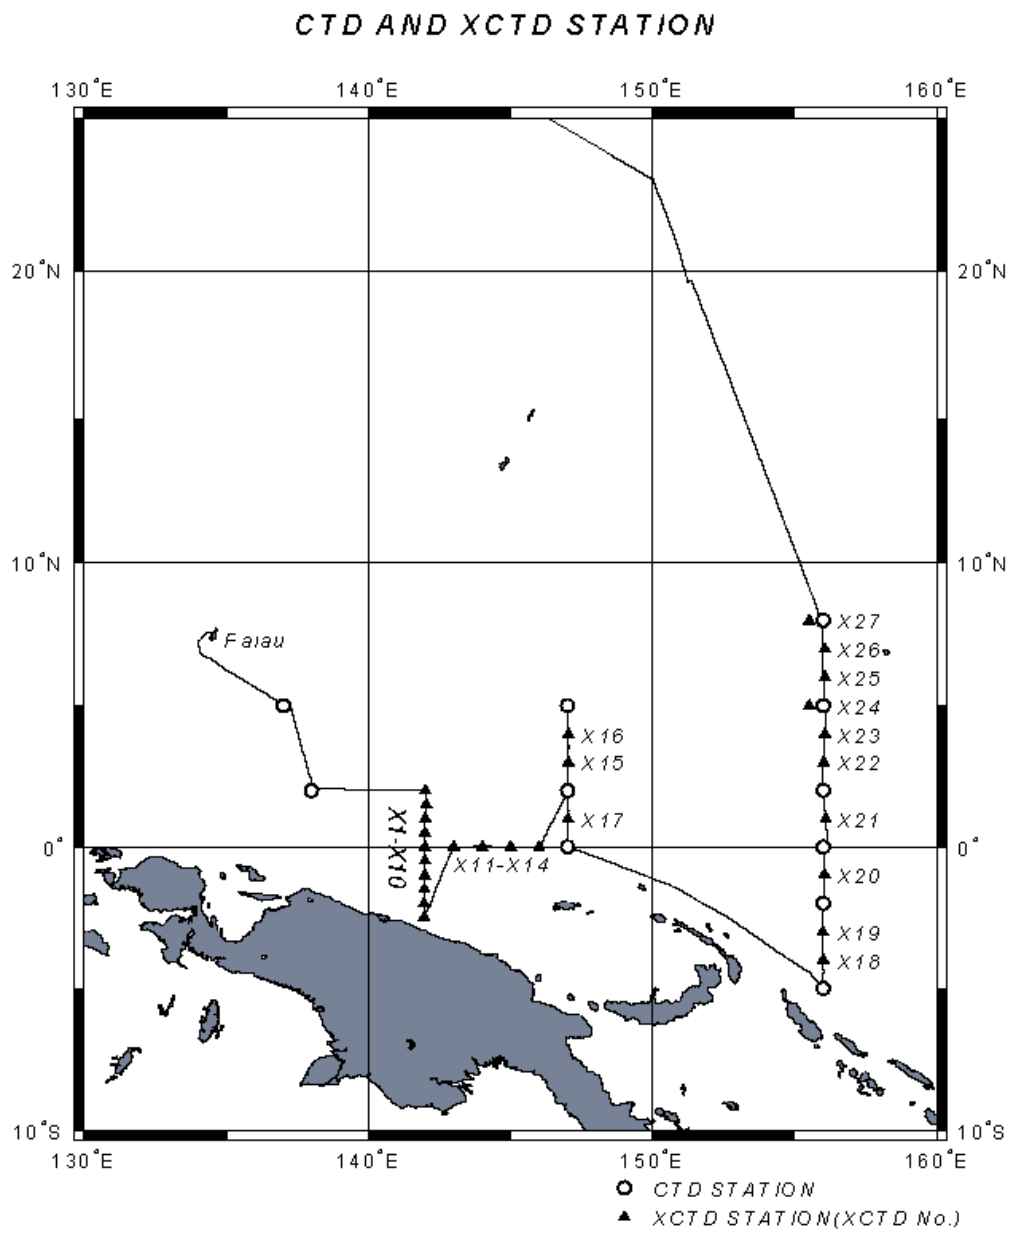 CTD AND XCTD STATION
130°E 140°E 150°E 160°E
20°N 20°N
10°N 10°N
X27
Falau
X26
X25
X24
X16 X23
X15 X22
X1-X10
X17 X21
0° 0°
X11-X14
X20
X19
X18
10°S 10°S
130°E 140°E 150°E 160°E
CTD STATION
XCTD STATION(XCTD No.)